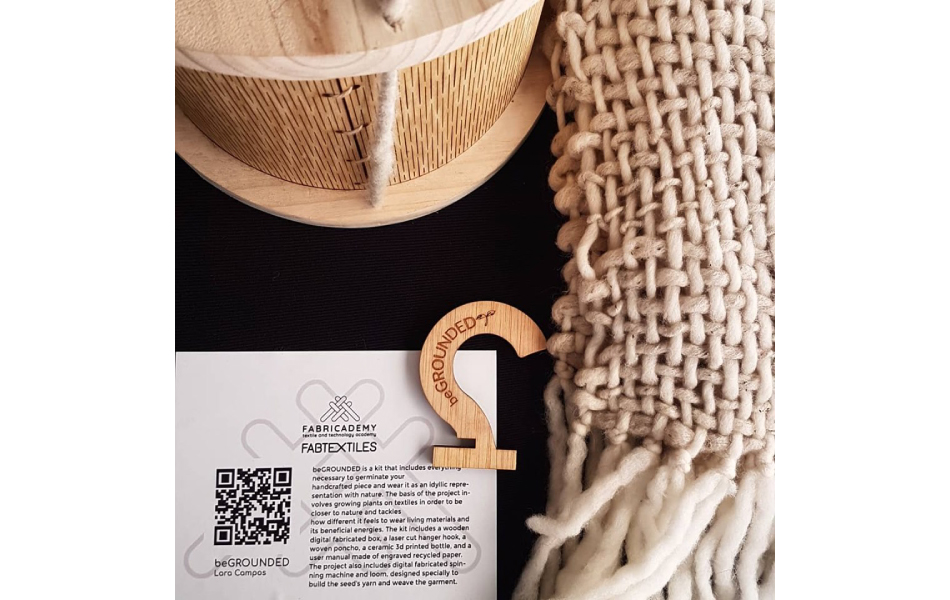 beGROUNDED
FABRICADEMY
textile and technology academy
FABTEXTILES
beGROUNDED is a kit that includes everything
necessary to germinate your
handcrafted piece and wear it as an idyllic repre-
sentation with nature. The basis of the project in-
volves growing plants on textiles in order to be
closer to nature and tackles
how different it feels to wear living materials and
its beneficial energies. The kit includes a wooden
digital fabricated box, a laser cut hanger hook, a
woven poncho, a ceramic 3d printed bottle, and a
user manual made of engraved recycled paper.
The project also includes digital fabricated spin-
ning machine and loom, designed specially to
build the seed's yarn and weave the garment.
beGROUNDED
Lara Campos